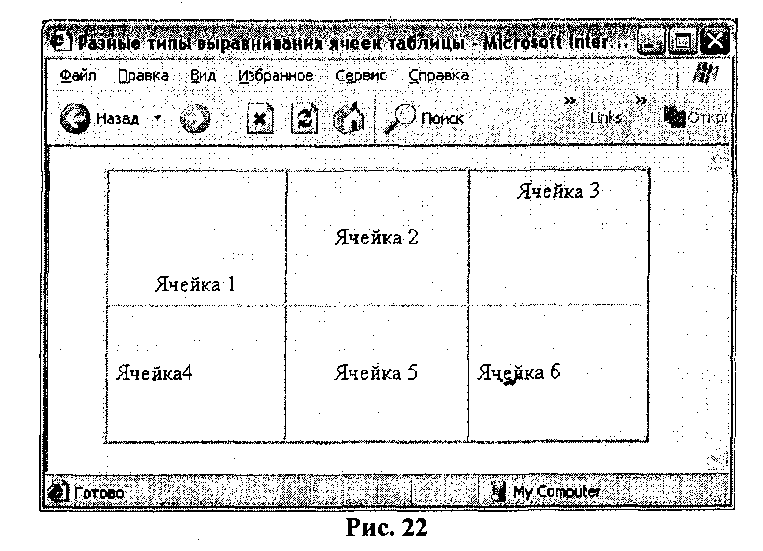 Разные типы выравнивания ячеек таблицы - Microsoft Inter...
Файл Правка Вид Избранное Сервис Справка
Назад Поиск » Links »
Ячейка 3
Ячейка 2
Ячейка 1
Ячейка4 Ячейка 5 Ячейка 6
Готово My Computer
Рис. 22